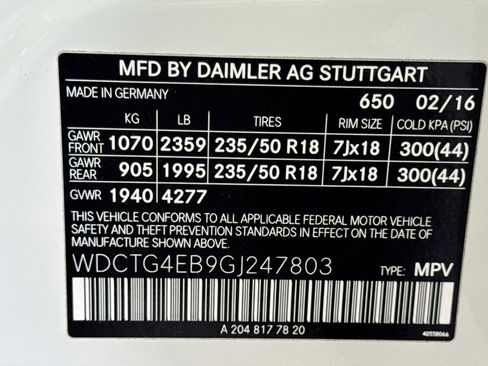 MFD BY DAIMLER AG STUTTGART
MADE IN GERMANY 650 02/16
KG LB TIRES RIM SIZE COLD KPA (PSI)
GAWR FRONT 1070 2359 235/50 R18 7Jx18 300(44)
GAWR REAR 905 1995 235/50 R18 7Jx18 300(44)
GVWR 1940 4277
THIS VEHICLE CONFORMS TO ALL APPLICABLE FEDERAL MOTOR VEHICLE
SAFETY AND THEFT PREVENTION STANDARDS IN EFFECT ON THE DATE
OF MANUFACTURE SHOWN ABOVE.
WDCTG4EB9GJ247803 TYPE: MPV
A 204 817 78 20
40558066